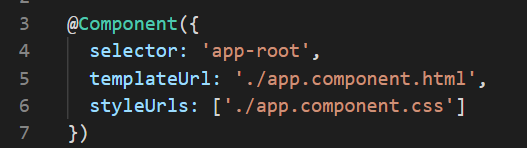 3 @Component({
4 selector: 'app-root',
5 templateUrl: './app.component.html',
6 styleUrls: ['./app.component.css']
7 })